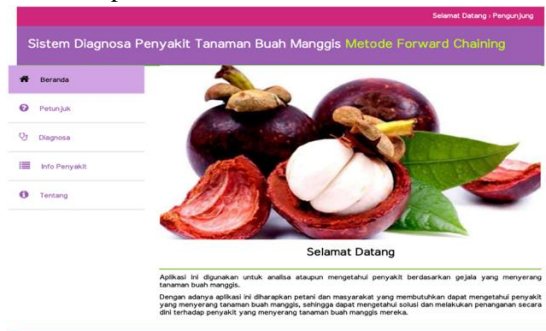 Selamat Datang : Pengunjung
Sistem Diagnosa Penyakit Tanaman Buah Manggis Metode Forward Chaining
Beranda
Petunjuk
Diagnosa
Info Penyakit
Tentang
Selamat Datang
Aplikasi ini digunakan untuk analisa ataupun mengetahui penyakit berdasarkan gejala yang menyerang
tanaman buah manggis.
Dengan adanya aplikasi ini diharapkan petani dan masyarakat yang membutuhkan dapat mengetahui penyakit
yang menyerang tanaman buah manggis, sehingga dapat mengetahui solusi dan melakukan penanganan secara
dini terhadap penyakit yang menyerang tanaman buah manggis mereka.